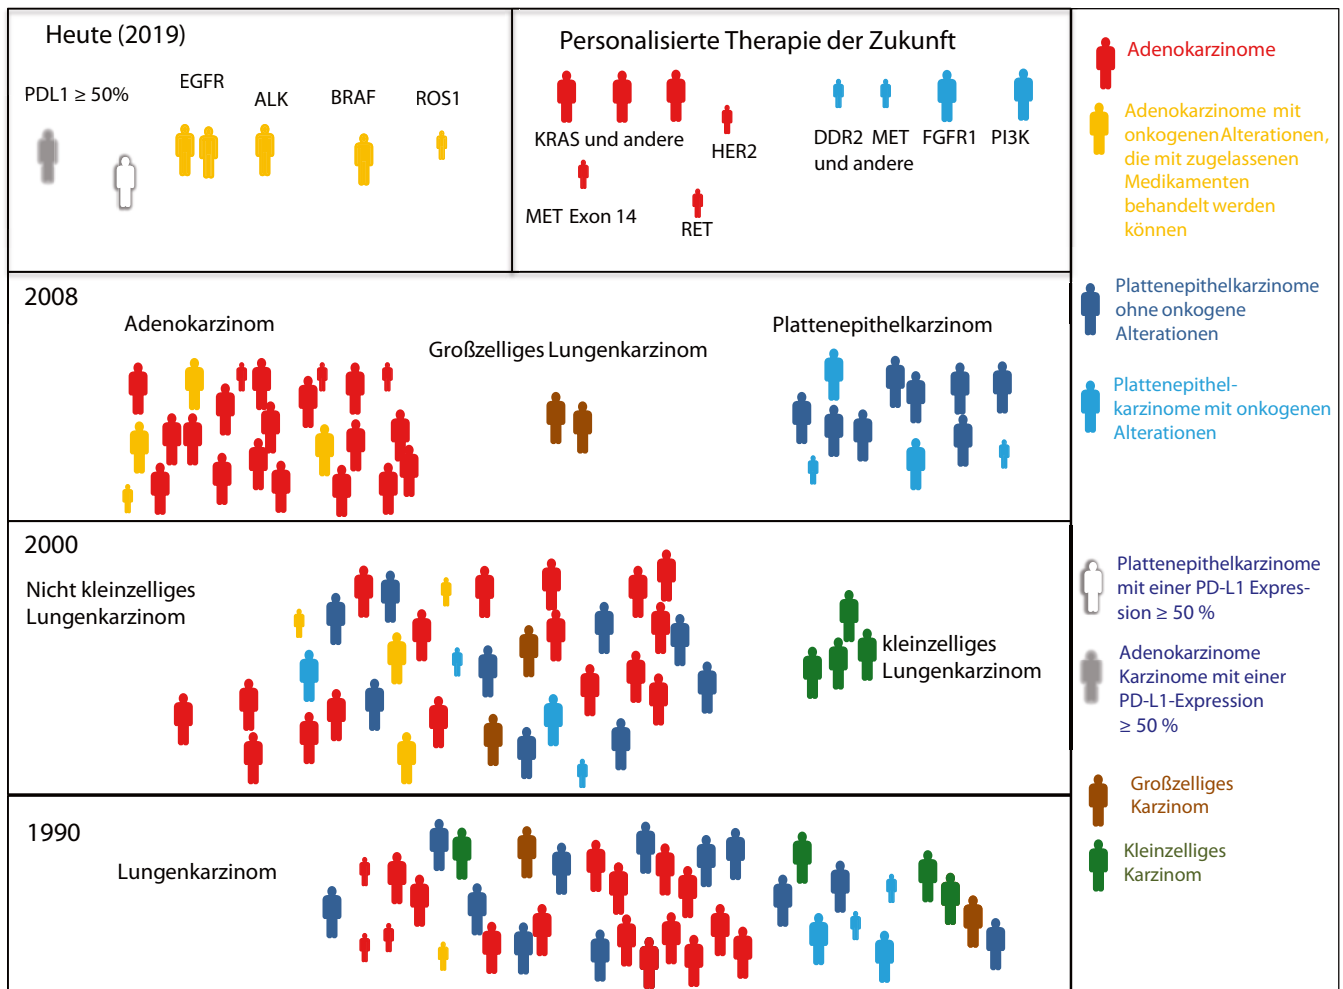 Heute (2019)
PDL1 ≥ 50%
EGFR
ALK
BRAF
ROS1
Personalisierte Therapie der Zukunft
KRAS und andere
HER2
MET Exon 14
RET
DDR2 MET FGFR1 PI3K
und andere
2008
Adenokarzinom
Großzelliges Lungenkarzinom
Plattenepithelkarzinom
2000
Nicht kleinzelliges
Lungenkarzinom
kleinzelliges
Lungenkarzinom
1990
Lungenkarzinom
Adenokarzinome
Adenokarzinome mit
onkogenen Alterationen,
die mit zugelassenen
Medikamenten
behandelt werden
können
Plattenepithelkarzinome
ohne onkogene
Alterationen
Plattenepithel-
karzinome mit onkogenen
Alterationen
Plattenepithelkarzinome
mit einer PD-L1 Expres-
sion ≥ 50 %
Adenokarzinome
Karzinome mit einer
PD-L1-Expression
≥ 50 %
Großzelliges
Karzinom
Kleinzelliges
Karzinom